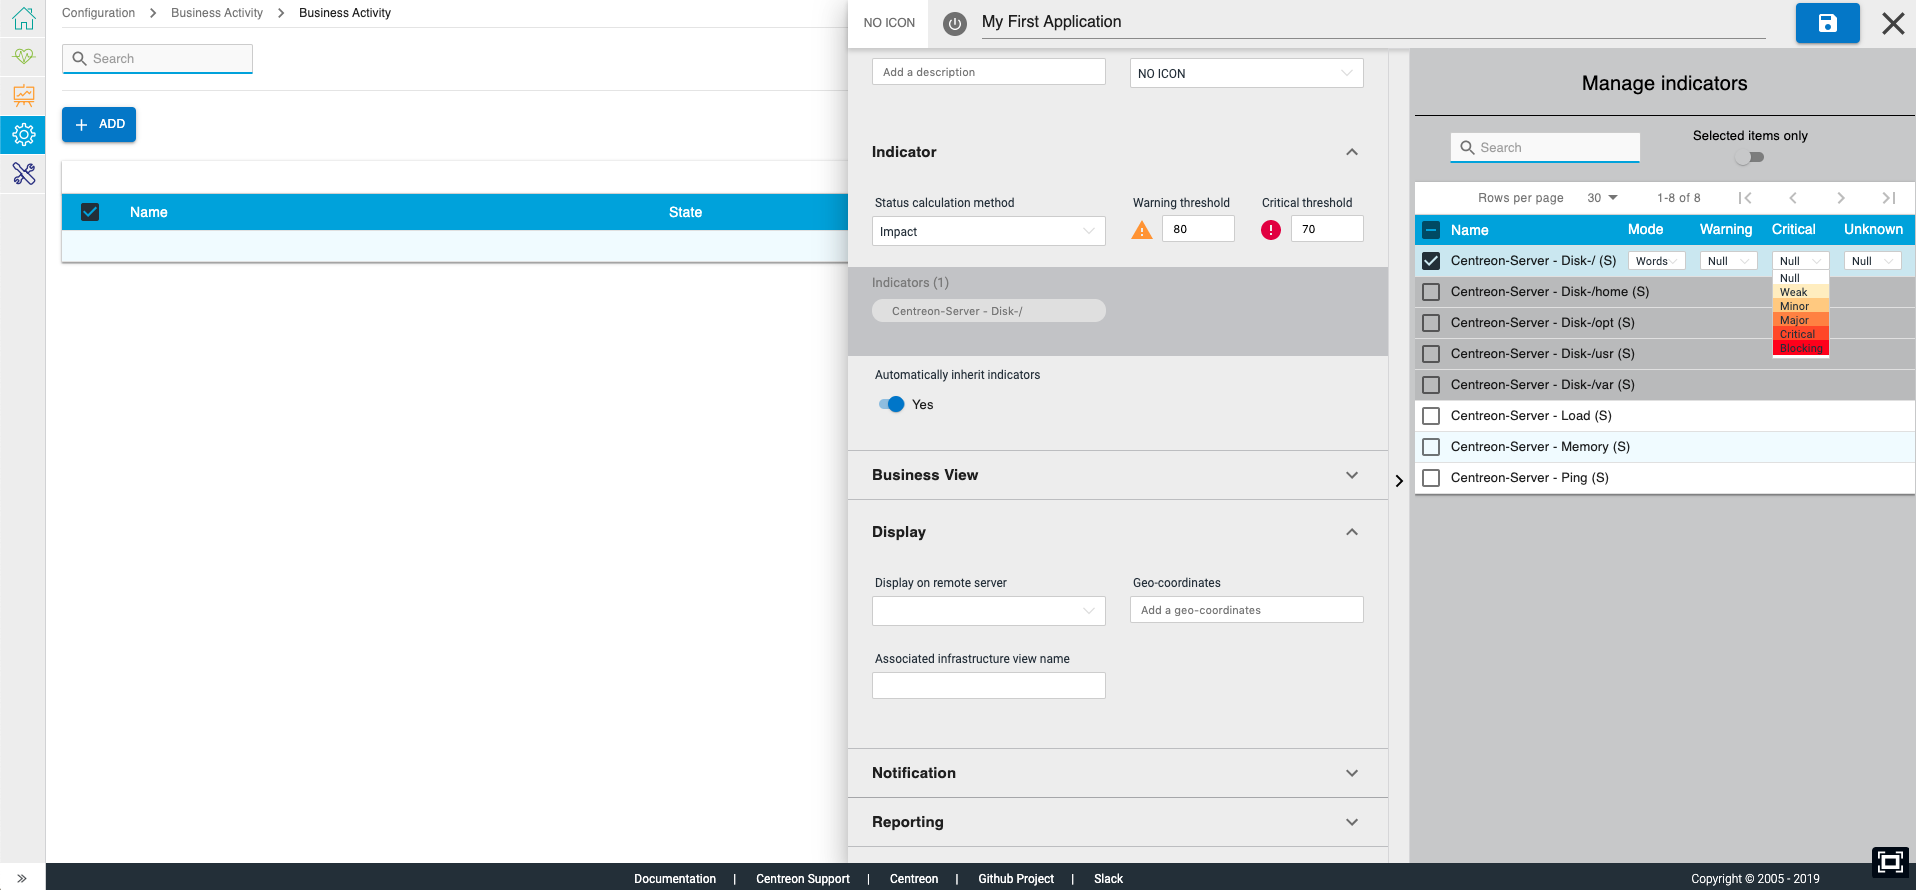 Configuration > Business Activity > Business Activity
Search
ADD
Name State
NO ICON
My First Application
Add a description
NO ICON
Indicator
Status calculation method Warning threshold Critical threshold
Impact 80 70
Indicators (1)
Centreon-Server - Disk-/
Automatically inherit indicators
Yes
Business View
Display
Display on remote server Geo-coordinates
Add a geo-coordinates
Associated infrastructure view name
Notification
Reporting
Manage indicators
Search
Selected items only
Rows per page 30 1-8 of 8
Name Mode Warning Critical Unknown
Centreon-Server - Disk-/ (S) Words Null Null Null
Null
Weak
Minor
Major
Critical
Blocking
Centreon-Server - Disk-/home (S)
Centreon-Server - Disk-/opt (S)
Centreon-Server - Disk-/usr (S)
Centreon-Server - Disk-/var (S)
Centreon-Server - Load (S)
Centreon-Server - Memory (S)
Centreon-Server - Ping (S)
Documentation | Centreon Support | Centreon | Github Project | Slack
Copyright © 2005 - 2019